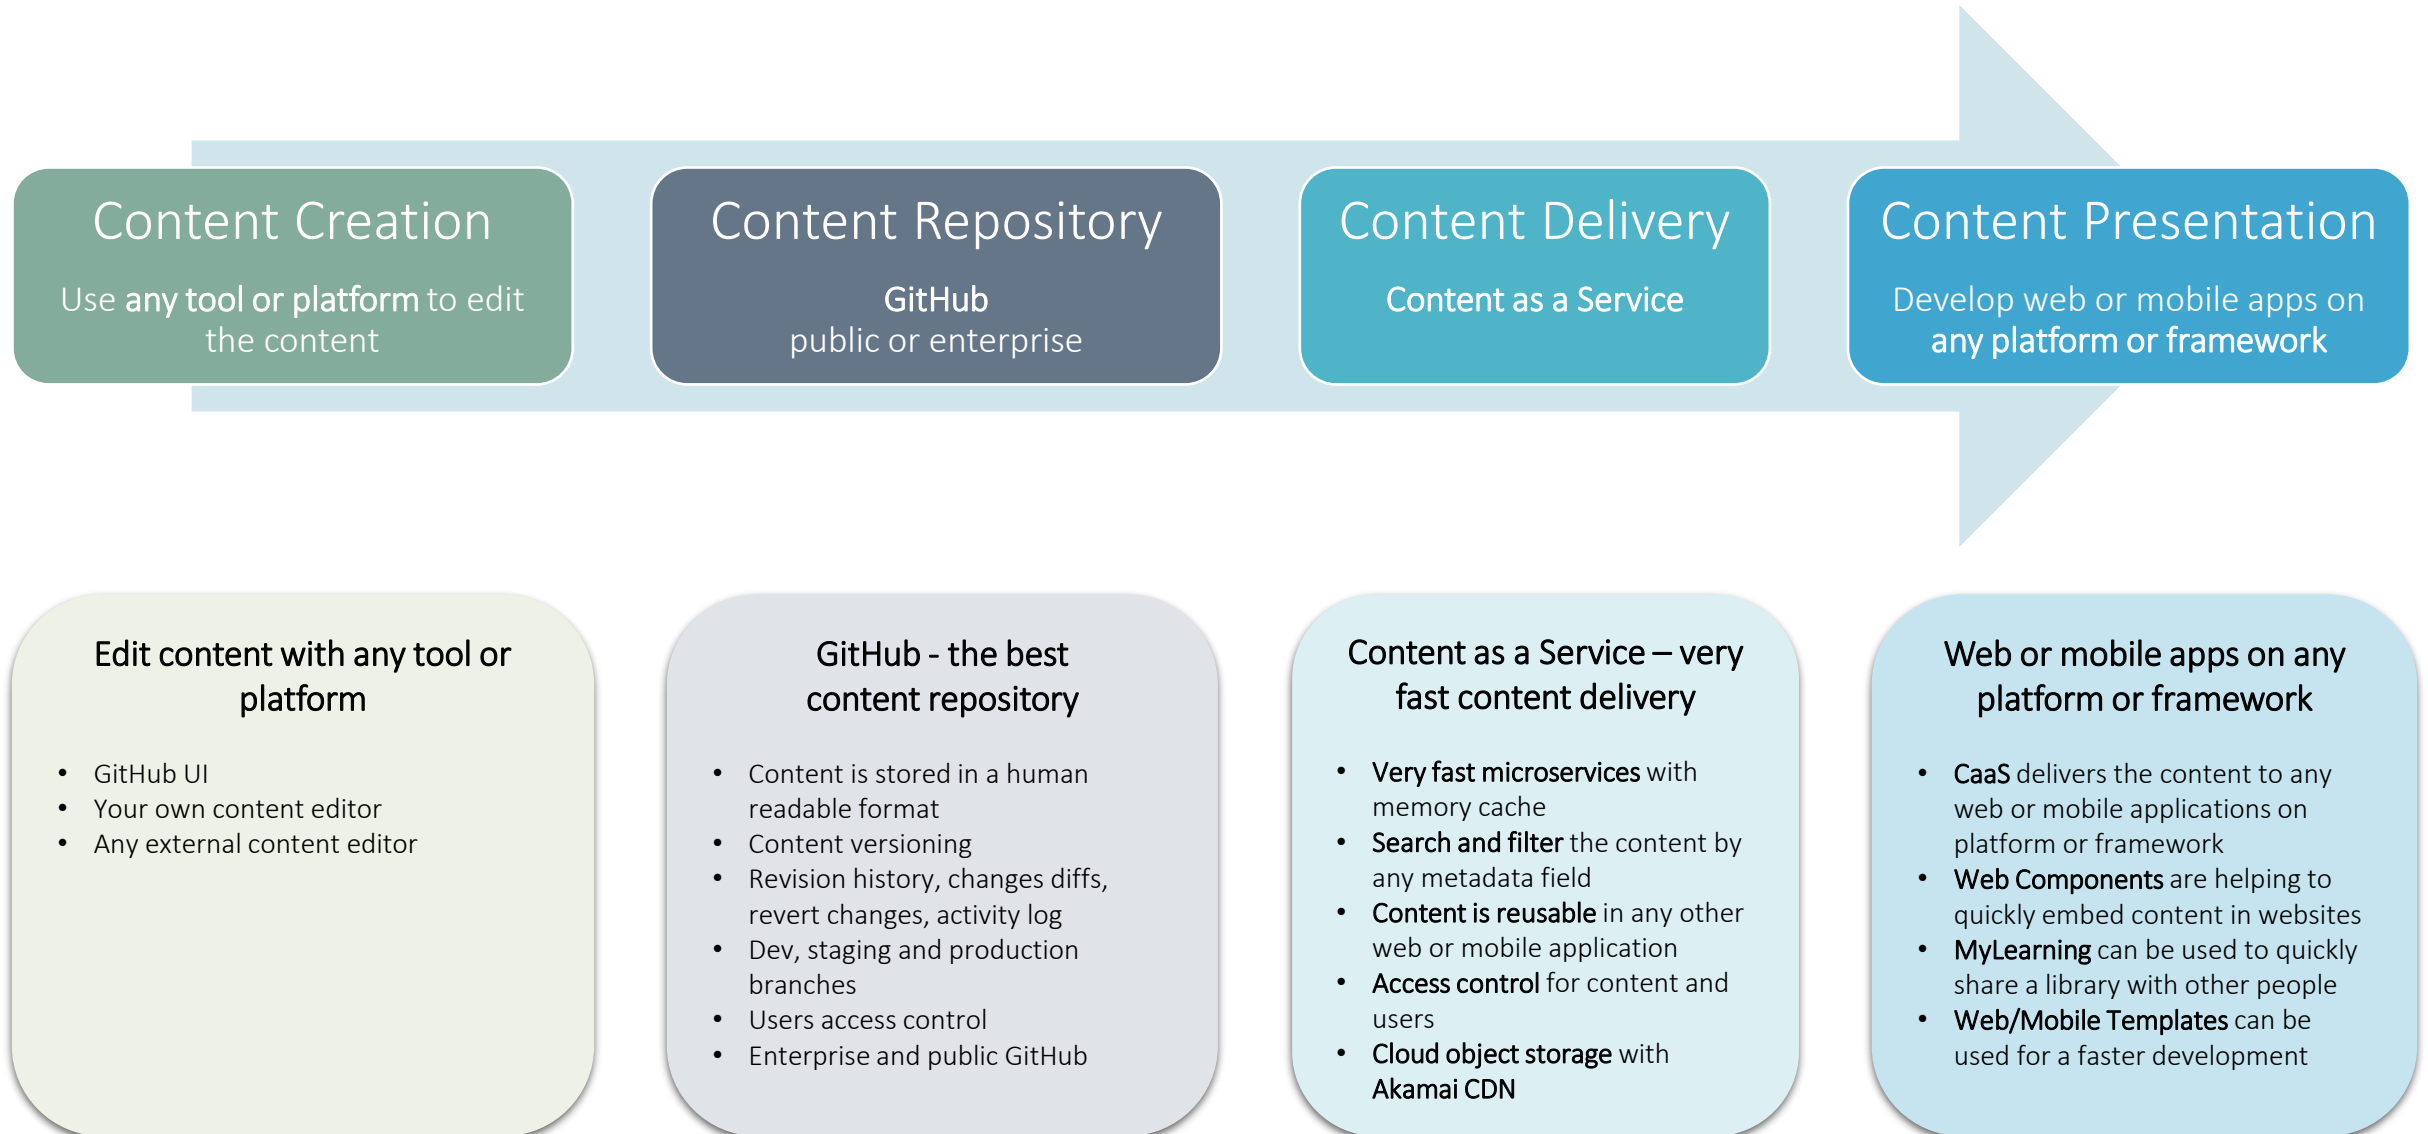 Content Creation
Use any tool or platform to edit
the content
Content Repository
GitHub
public or enterprise
Content Delivery
Content as a Service
Content Presentation
Develop web or mobile apps on
any platform or framework
Edit content with any tool or
platform
• GitHub UI
• Your own content editor
• Any external content editor
GitHub - the best
content repository
• Content is stored in a human
readable format
• Content versioning
• Revision history, changes diffs,
revert changes, activity log
• Dev, staging and production
branches
• Users access control
• Enterprise and public GitHub
Content as a Service – very
fast content delivery
• Very fast microservices with
memory cache
• Search and filter the content by
any metadata field
• Content is reusable in any other
web or mobile application
• Access control for content and
users
• Cloud object storage with
Akamai CDN
Web or mobile apps on any
platform or framework
• CaaS delivers the content to any
web or mobile applications on
platform or framework
• Web Components are helping to
quickly embed content in websites
• MyLearning can be used to quickly
share a library with other people
• Web/Mobile Templates can be
used for a faster development